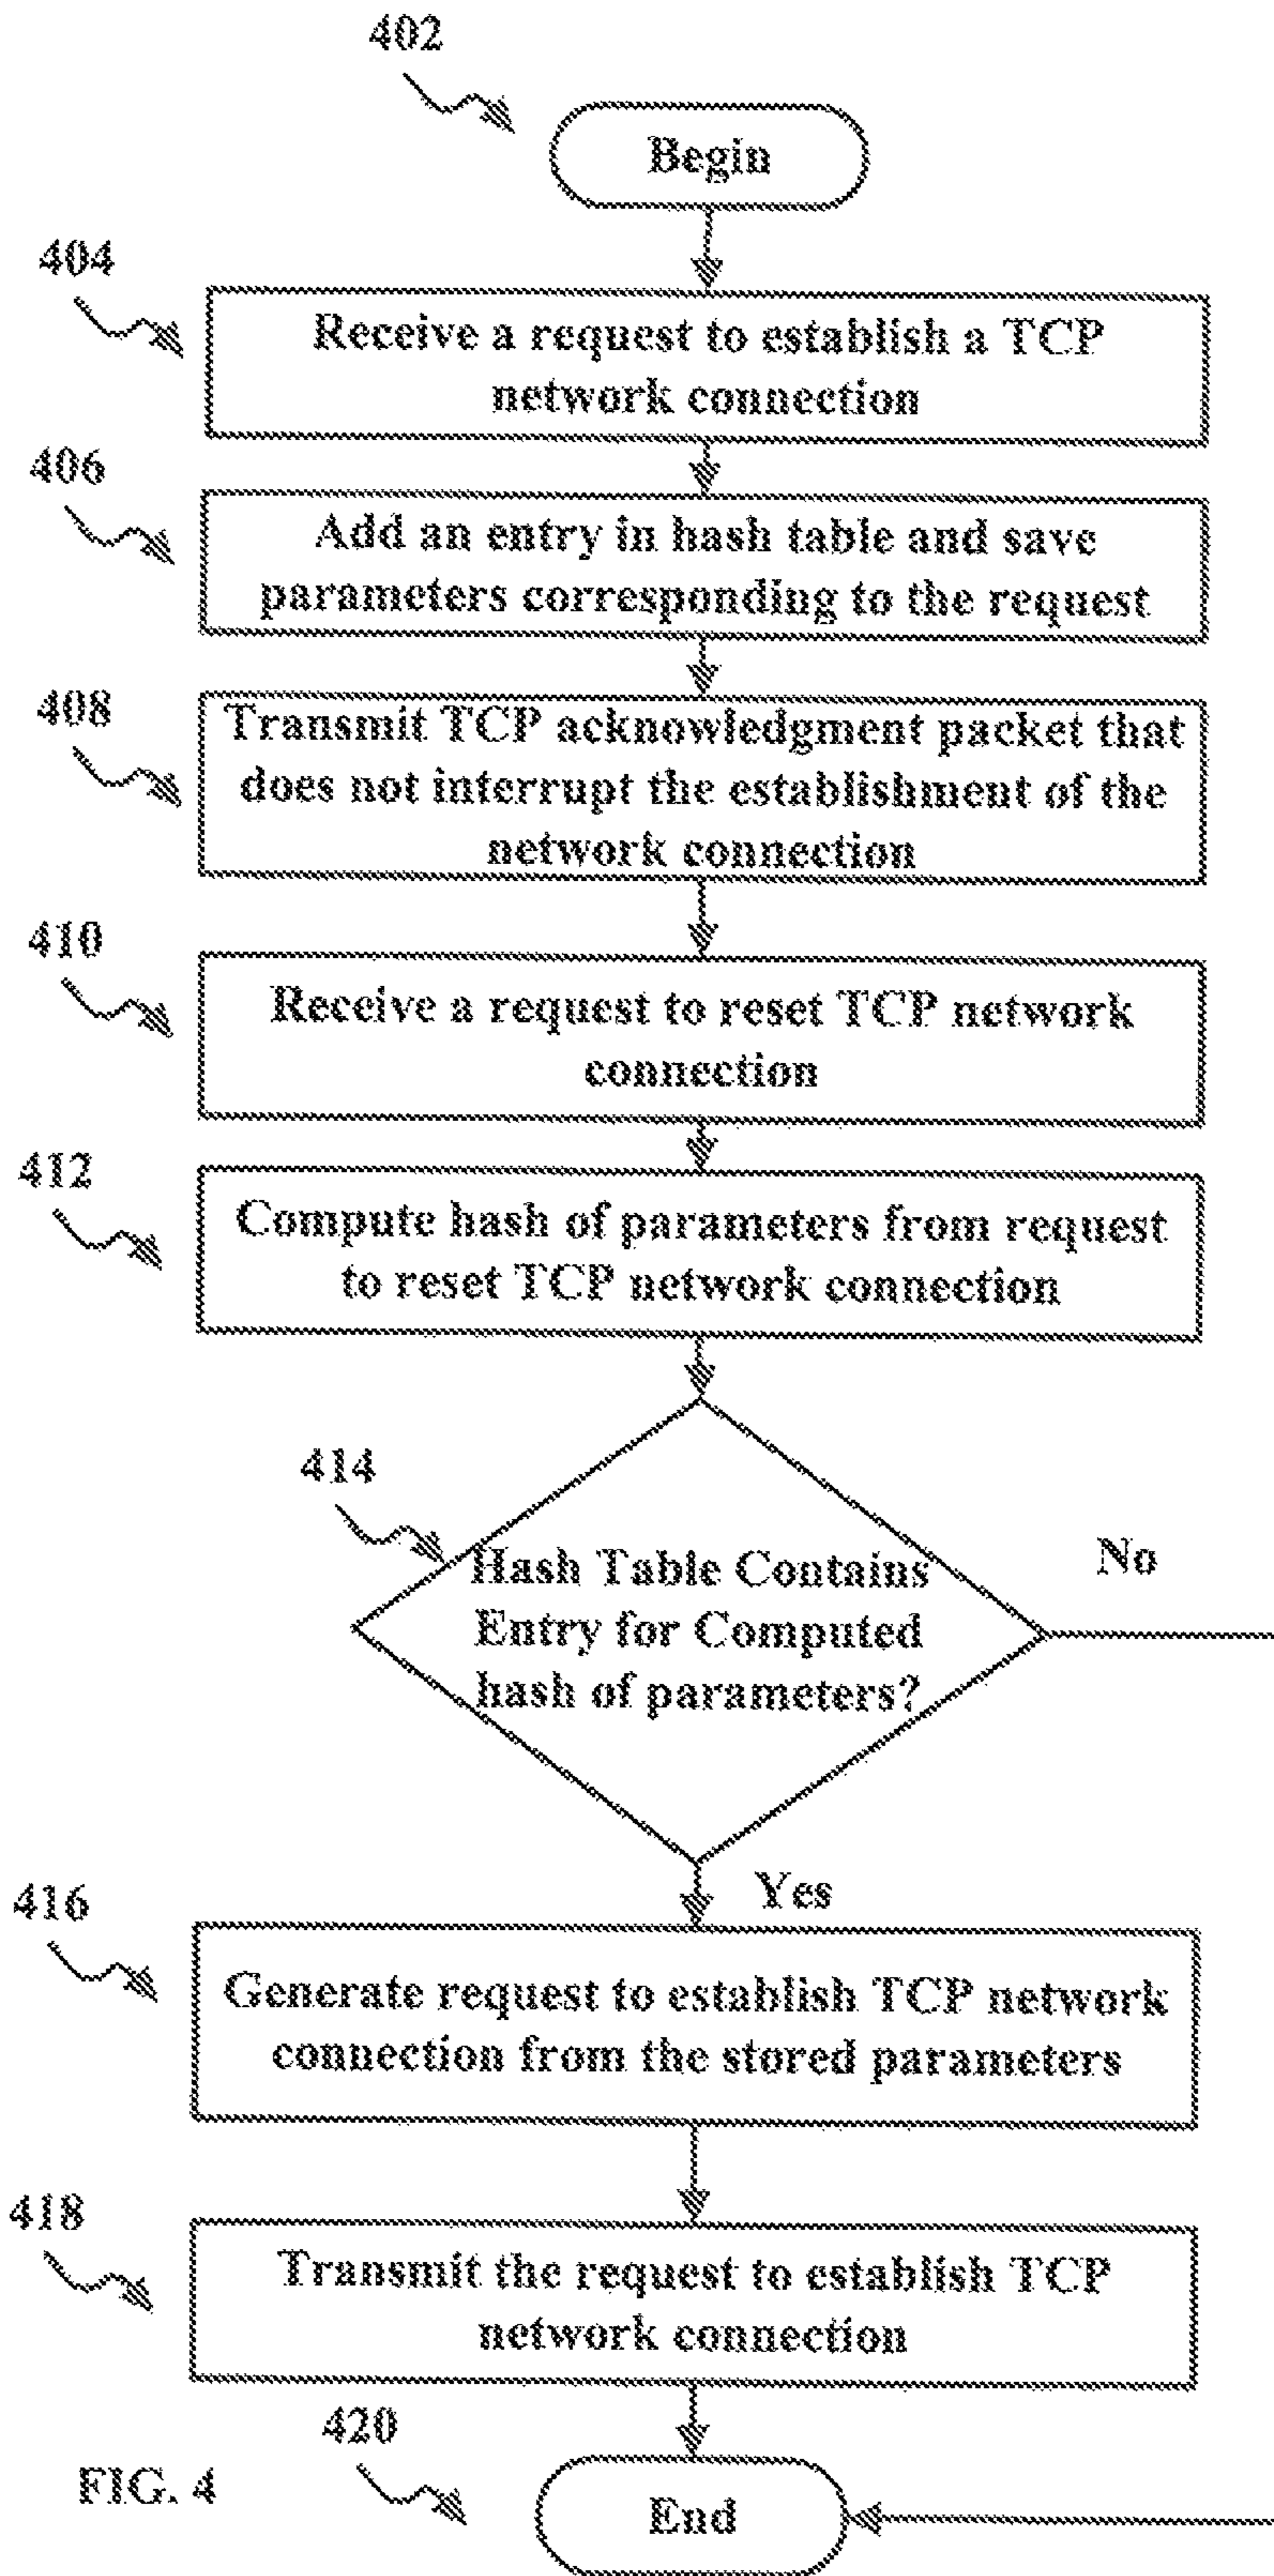 402
Begin
404
Receive a request to establish a TCP
network connection
406
Add an entry in hash table and save
parameters corresponding to the request
408
Transmit TCP acknowledgment packet that
does not interrupt the establishment of the
network connection
410
Receive a request to reset TCP network
connection
412
Compute hash of parameters from request
to reset TCP network connection
414
Hash Table Contains
Entry for Computed
hash of parameters?
No
Yes
416
Generate request to establish TCP network
connection from the stored parameters
418
Transmit the request to establish TCP
network connection
420
FIG. 4
End